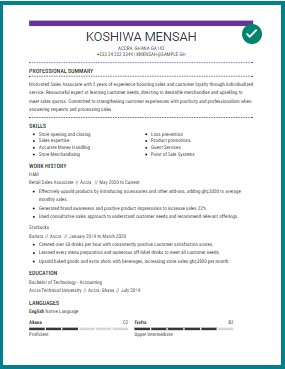 KOSHIWA MENSAH
ACCRA, GHANA GA 142
+233 24 222 3344 | KMENSAH@SAMPLE.GH
PROFESSIONAL SUMMARY
Motivated Sales Associate with 5 years of experience boosting sales and customer loyalty through individualized
service. Resourceful expert at learning customer needs, directing to desirable merchandise and upselling to
meet sales quotas. Committed to strengthening customer experiences with positivity and professionalism when
answering requests and processing sales.
SKILLS
Store opening and closing
Sales expertise
Accurate Money Handling
Store Merchandising
Loss prevention
Product promotions
Guest Services
Point of Sale Systems
WORK HISTORY
H&M
Retail Sales Associate // Accra // May 2020 to Current
Effectively upsold products by introducing accessories and other add-ons, adding ghc3000 to average
monthly sales.
Generated brand awareness and positive product impressions to increase sales 22%.
Used consultative sales approach to understand customer needs and recommend relevant offerings.
Starbucks
Barista // Accra // January 2019 to March 2020
Created over 60 drinks per hour with consistently positive customer satisfaction scores.
Learned every menu preparation and numerous off-label drinks to meet all customer needs.
Upsold baked goods and extra shots with beverages, increasing store sales ghc3800 per month.
EDUCATION
Bachelor of Technology - Accounting
Accra Technical University // Accra, Ghana // July 2019
LANGUAGES
English Native Language
C2
B2
Proficient
Upper Intermediate